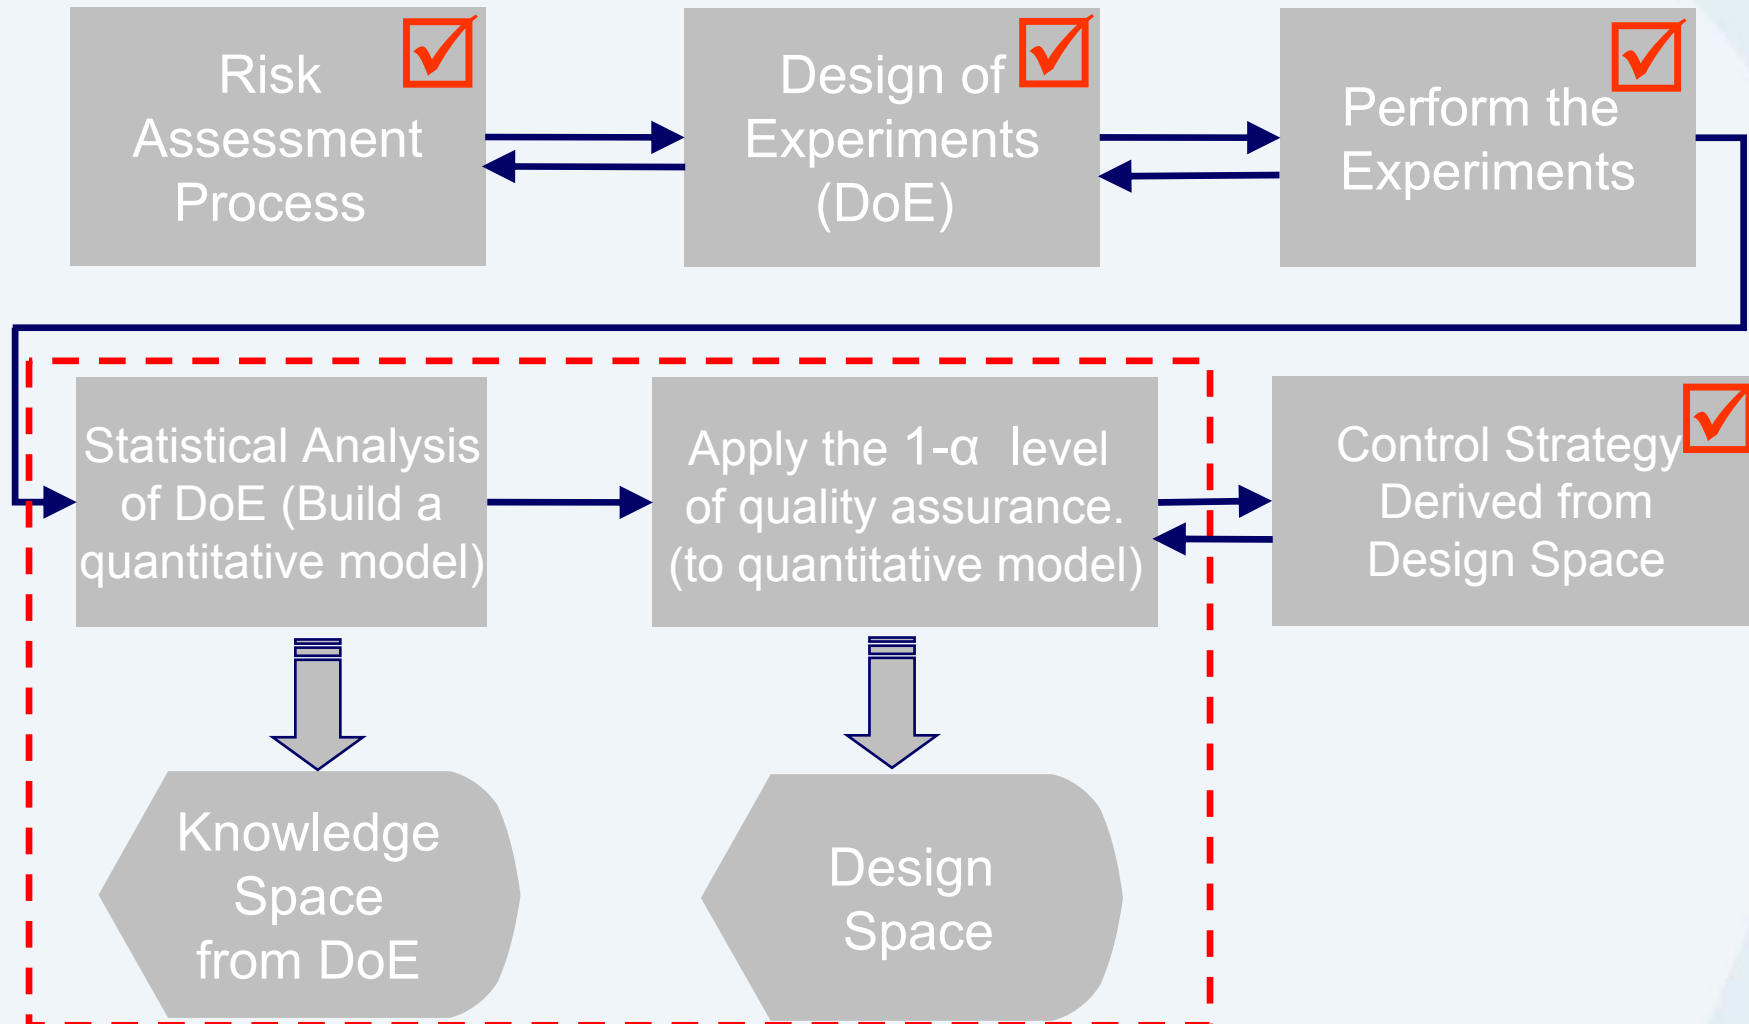 Risk
Assessment
Process
Design of
Experiments
(DoE)
Perform the
Experiments
Statistical Analysis
of DoE (Build a
quantitative model)
Apply the 1-α level
of quality assurance.
(to quantitative model)
Control Strategy
Derived from
Design Space
Knowledge
Space
from DoE
Design
Space